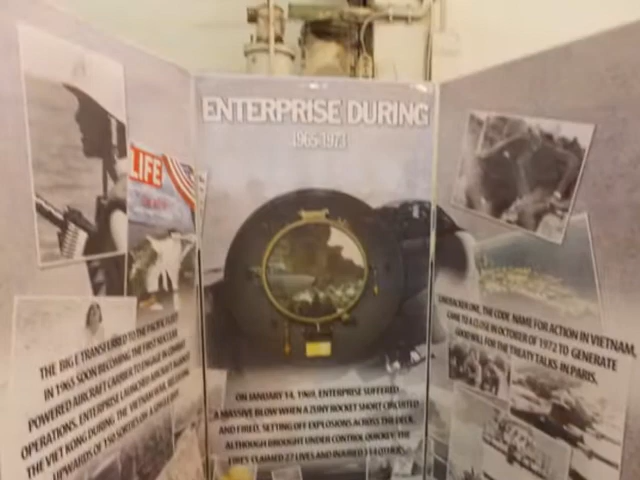 ENTERPRISE DURING
1965-1973
LIFE
THE BIG E TRANSFERRED TO THE PACIFIC FLEET
IN 1965 SOON BECOMING THE FIRST NUCLEAR
POWERED AIRCRAFT CARRIER TO ENGAGE IN COMBAT
OPERATIONS. ENTERPRISE LAUNCHED AIRCRAFT AGAINST
THE VIET KONG DURING THE VIETNAM WAR, RECORDING
UPWARDS OF 150 SORTIES ON A SINGLE DAY.
ON JANUARY 14, 1969, ENTERPRISE SUFFERED
A MASSIVE BLOW WHEN A ZUNY ROCKET SHORT CIRCUITED
AND FIRED, SETTING OFF EXPLOSIONS ACROSS THE DECK.
ALTHOUGH BROUGHT UNDER CONTROL QUICKLY, THE
FIRES CLAIMED 27 LIVES AND INJURED 314 OTHERS.
LINEBACKER ONE, THE CODE NAME FOR ACTION IN VIETNAM,
CAME TO A CLOSE IN OCTOBER OF 1972 TO GENERATE
GOOD WILL FOR THE TREATY TALKS IN PARIS.